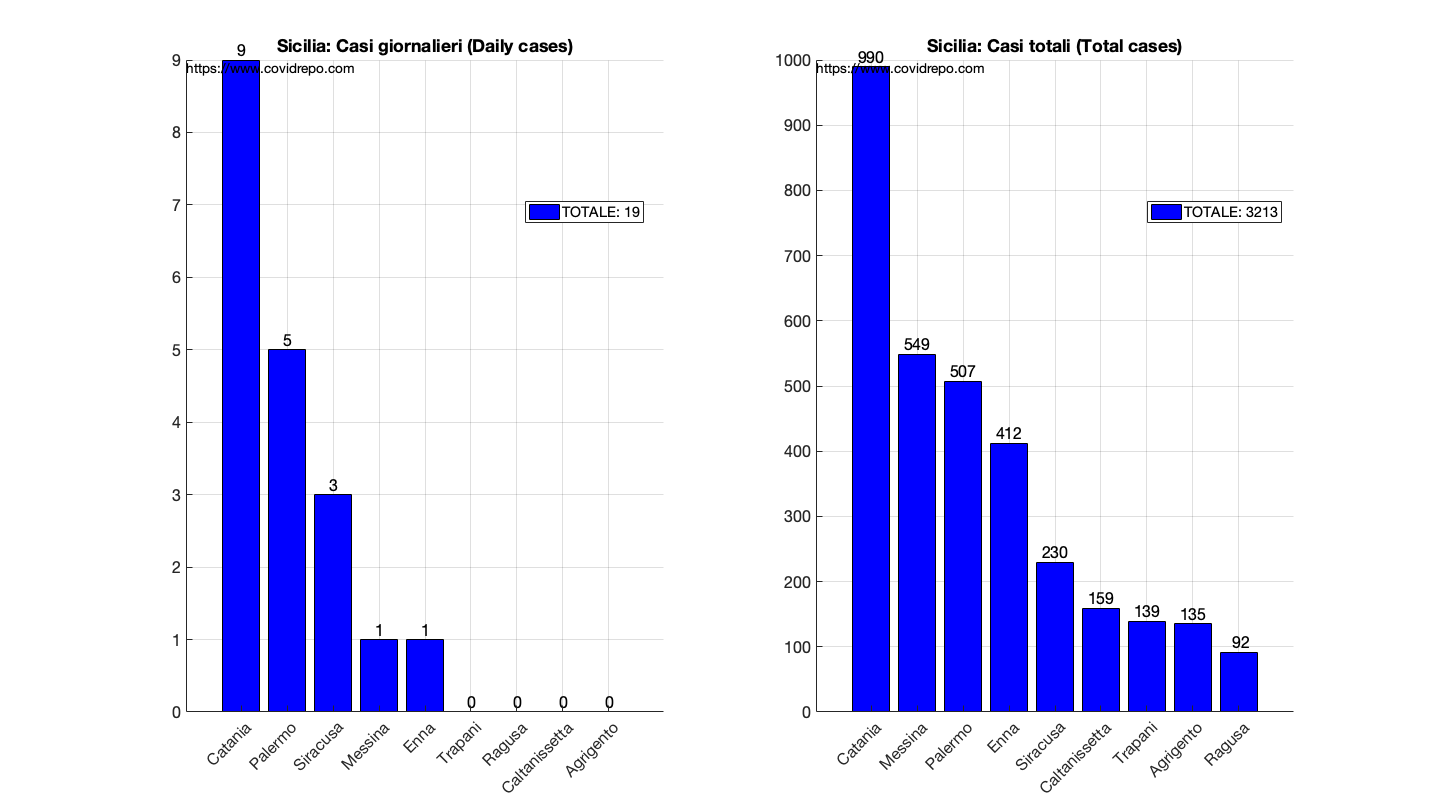 Sicilia: Casi giornalieri (Daily cases)
https://www.covidrepo.com
9
8
7
6
5
4
3
2
1
0
9
5
3
1
1
0
0
0
0
TOTALE: 19
Catania
Palermo
Siracusa
Messina
Enna
Trapani
Ragusa
Caltanissetta
Agrigento
Sicilia: Casi totali (Total cases)
https://www.covidrepo.com
1000
900
800
700
600
500
400
300
200
100
0
990
549
507
412
230
159
139
135
92
TOTALE: 3213
Catania
Messina
Palermo
Enna
Siracusa
Caltanissetta
Trapani
Agrigento
Ragusa